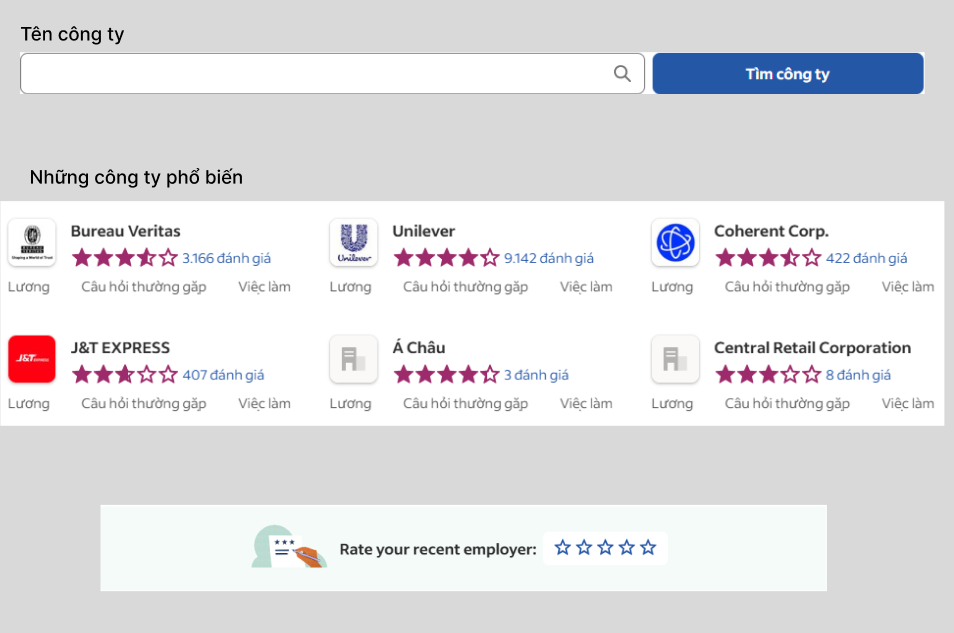 Tên công ty
Tìm công ty
Những công ty phổ biến
Bureau Veritas
3.166 đánh giá
Lương Câu hỏi thường gặp Việc làm
Unilever
9.142 đánh giá
Lương Câu hỏi thường gặp Việc làm
Coherent Corp.
422 đánh giá
Lương Câu hỏi thường gặp Việc làm
J&T EXPRESS
J&T EXPRESS
407 đánh giá
Lương Câu hỏi thường gặp Việc làm
Á Châu
3 đánh giá
Lương Câu hỏi thường gặp Việc làm
Central Retail Corporation
8 đánh giá
Lương Câu hỏi thường gặp Việc làm
Rate your recent employer: